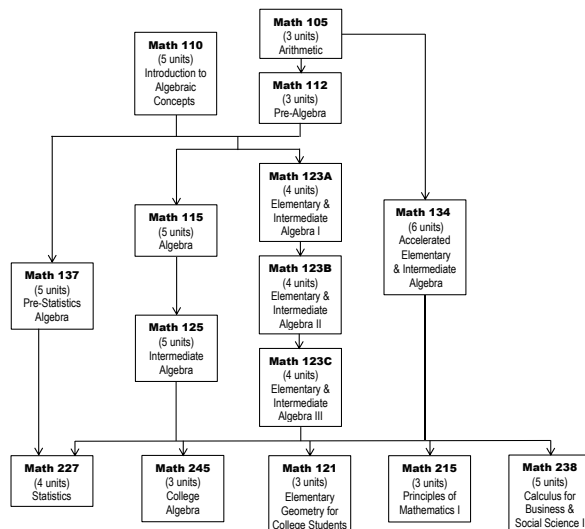 Math 105
(3 units)
Arithmetic
Math 110
(5 units)
Introduction to
Algebraic
Concepts
Math 112
(3 units)
Pre-Algebra
Math 123A
(4 units)
Elementary &
Intermediate
Algebra I
Math 115
(5 units)
Algebra
Math 134
(6 units)
Accelerated
Elementary
& Intermediate
Algebra
Math 137
(5 units)
Pre-Statistics
Algebra
Math 123B
(4 units)
Elementary &
Intermediate
Algebra II
Math 125
(5 units)
Intermediate
Algebra
Math 123C
(4 units)
Elementary &
Intermediate
Algebra III
Math 227
(4 units)
Statistics
Math 245
(3 units)
College
Algebra
Math 121
(3 units)
Elementary
Geometry for
College Students
Math 215
(3 units)
Principles of
Mathematics I
Math 238
(5 units)
Calculus for
Business &
Social Science I